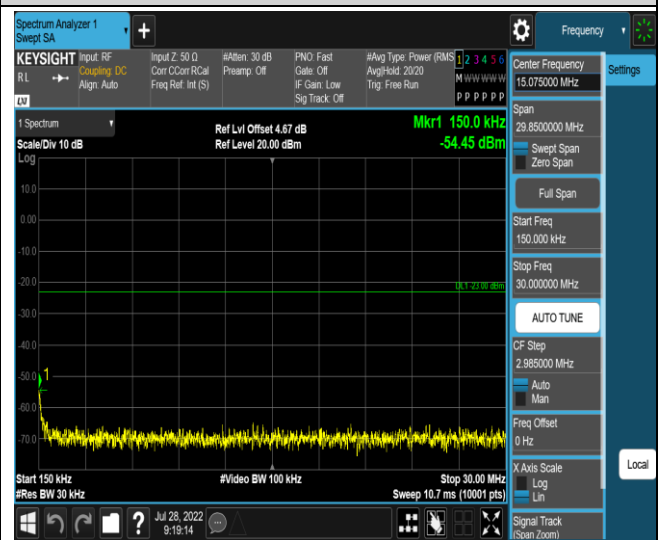 Spectrum Analyzer 1
Swept SA
+
Frequency
KEYSIGHT
RL
LXI
Input: RF
Coupling: DC
Align: Auto
Input Z: 50 Ω
Corr CCorr RCal
Freq Ref: Int (S)
#Atten: 30 dB
Preamp: Off
PNO: Fast
Gate: Off
IF Gain: Low
Sig Track: Off
#Avg Type: Power (RMS
Avg|Hold: 20/20
Trig: Free Run
1 2 3 4 5 6
M W W W W W
P P P P P P
1 Spectrum
Scale/Div 10 dB
Log
Ref Lvl Offset 4.67 dB
Ref Level 20.00 dBm
Mkr1 150.0 kHz
-54.45 dBm
10.0
0.00
-10.0
-20.0
DL1 -23.00 dBm
-30.0
-40.0
-50.0
1
-60.0
-70.0
Start 150 kHz
#Res BW 30 kHz
#Video BW 100 kHz
Stop 30.00 MHz
Sweep 10.7 ms (10001 pts)
?
Jul 28, 2022
9:19:14
Center Frequency
15.075000 MHz
Span
29.8500000 MHz
Swept Span
Zero Span
Full Span
Start Freq
150.000 kHz
Stop Freq
30.000000 MHz
AUTO TUNE
CF Step
2.985000 MHz
Auto
Man
Freq Offset
0 Hz
X Axis Scale
Log
Lin
Signal Track
(Span Zoom)
Settings
Local